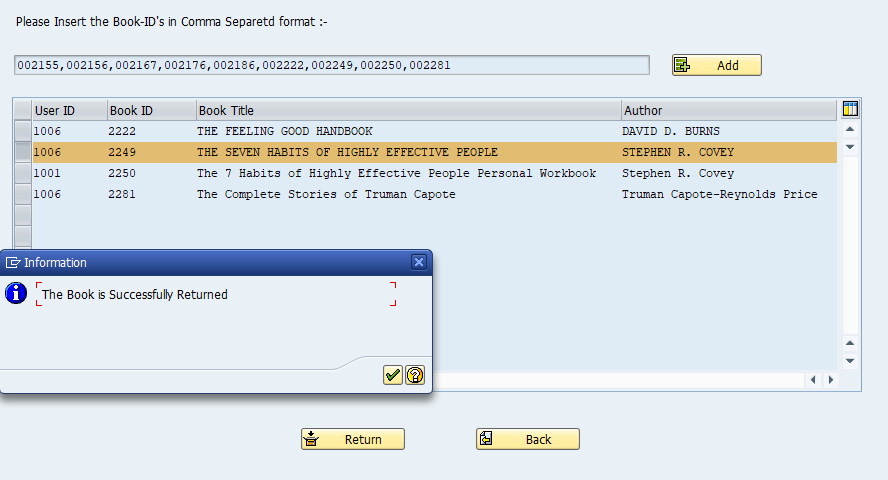 Please Insert the Book-ID's in Comma Separetd format :-
002155,002156,002167,002176,002186,002222,002249,002250,002281 Add
User ID Book ID Book Title Author
1006 2222 THE FEELING GOOD HANDBOOK DAVID D. BURNS
1006 2249 THE SEVEN HABITS OF HIGHLY EFFECTIVE PEOPLE STEPHEN R. COVEY
1001 2250 The 7 Habits of Highly Effective People Personal Workbook Stephen R. Covey
1006 2281 The Complete Stories of Truman Capote Truman Capote-Reynolds Price
Information
The Book is Successfully Returned
Return Back